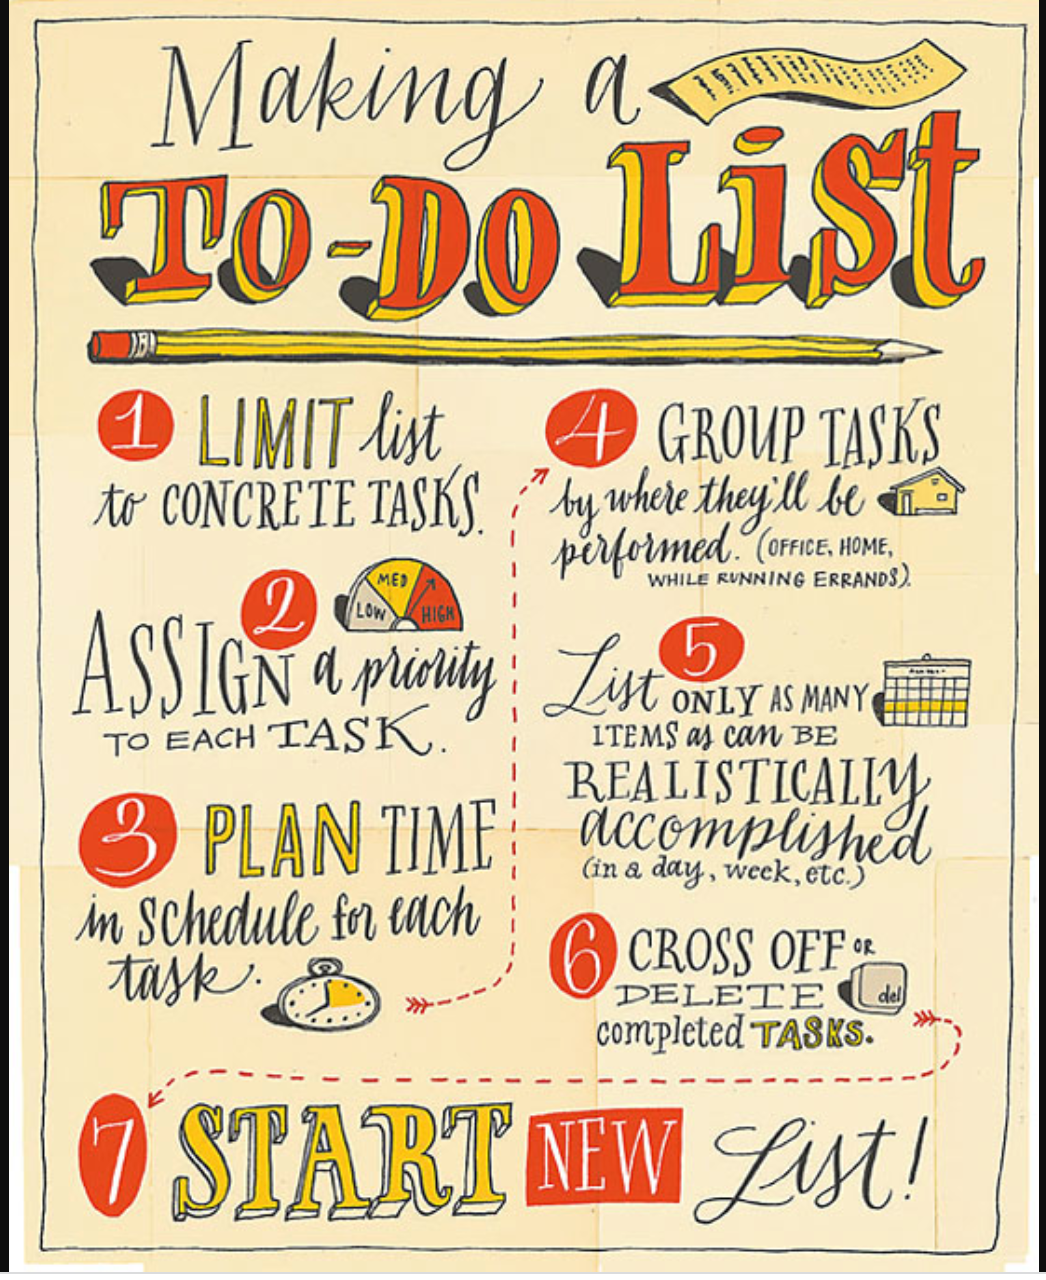 Making a
To-Do List
1 LIMIT list
to CONCRETE TASKS.
2
LOW MED HIGH
ASSIGN a priority
TO EACH TASK.
3 PLAN TIME
in SCHEDULE for each
task.
4 GROUP TASKS
by where they'll be
performed. (OFFICE, HOME,
WHILE RUNNING ERRANDS).
5
List ONLY AS MANY
ITEMS as can BE
REALISTICALLY
accomplished
(in a day, week, etc.)
6 CROSS OFF OR
DELETE del
completed TASKS.
7 START NEW List!